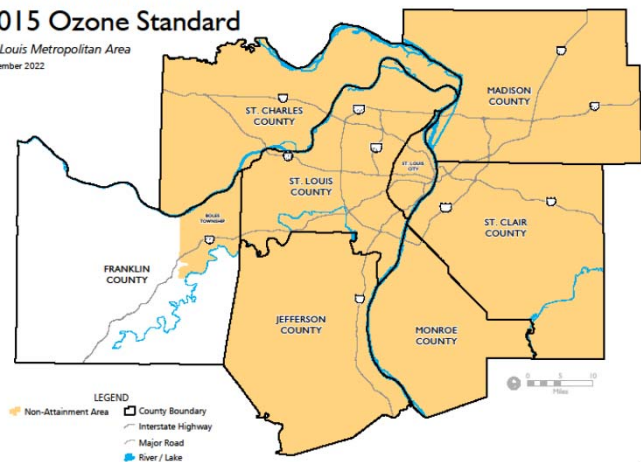 015 Ozone Standard
Louis Metropolitan Area
ember 2022
MADISON
COUNTY
ST. CHARLES
COUNTY
ST. LOUIS
CITY
ST. LOUIS
COUNTY
BOLES
TOWNSHIP
ST. CLAIR
COUNTY
FRANKLIN
COUNTY
JEFFERSON
COUNTY
MONROE
COUNTY
0 5 10
Miles
LEGEND
Non-Attainment Area
County Boundary
Interstate Highway
Major Road
River / Lake